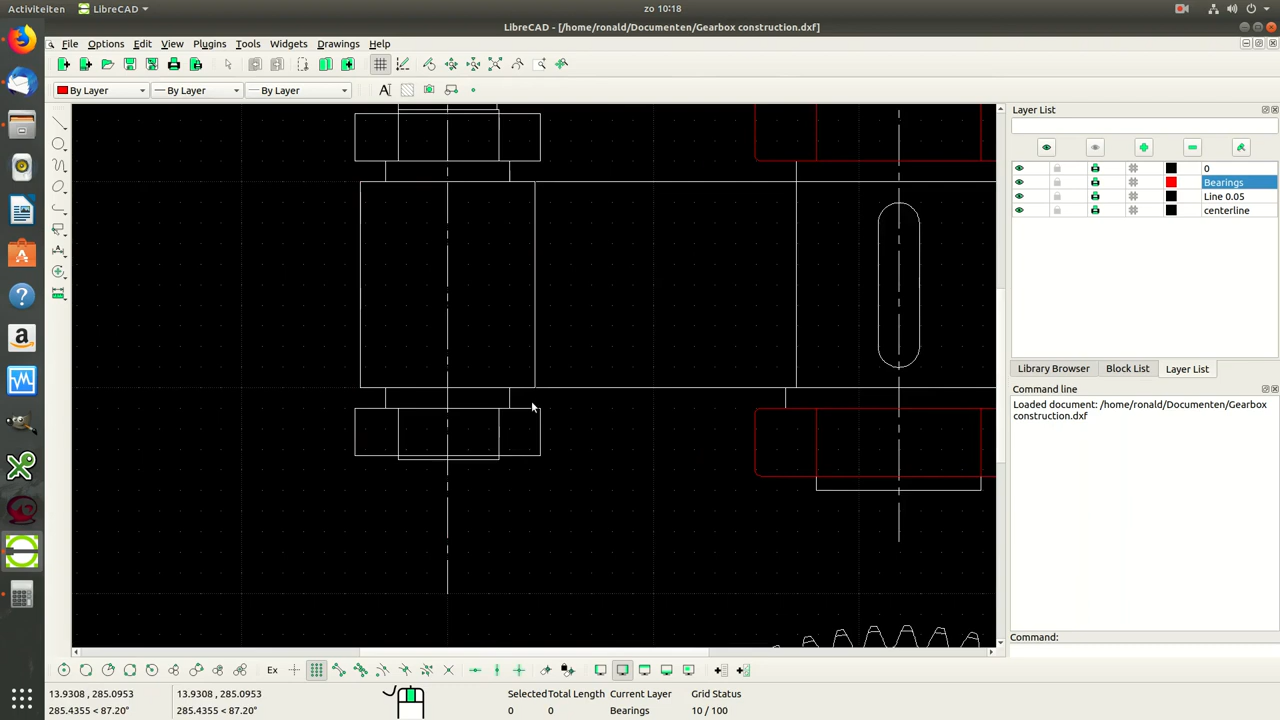 Activiteiten
LibreCAD
zo 10:18
LibreCAD - [/home/ronald/Documenten/Gearbox construction.dxf]
File Options Edit View Plugins Tools Widgets Drawings Help
By Layer By Layer By Layer
Layer List
0
Bearings
Line 0.05
centerline
Library Browser Block List Layer List
Command line
Loaded document: /home/ronald/Documenten/Gearbox
construction.dxf
Command:
Ex
13.9308 , 285.0953 13.9308 , 285.0953 Selected Total Length Current Layer Grid Status
285.4355 < 87.20° 285.4355 < 87.20° 0 0 Bearings 10 / 100